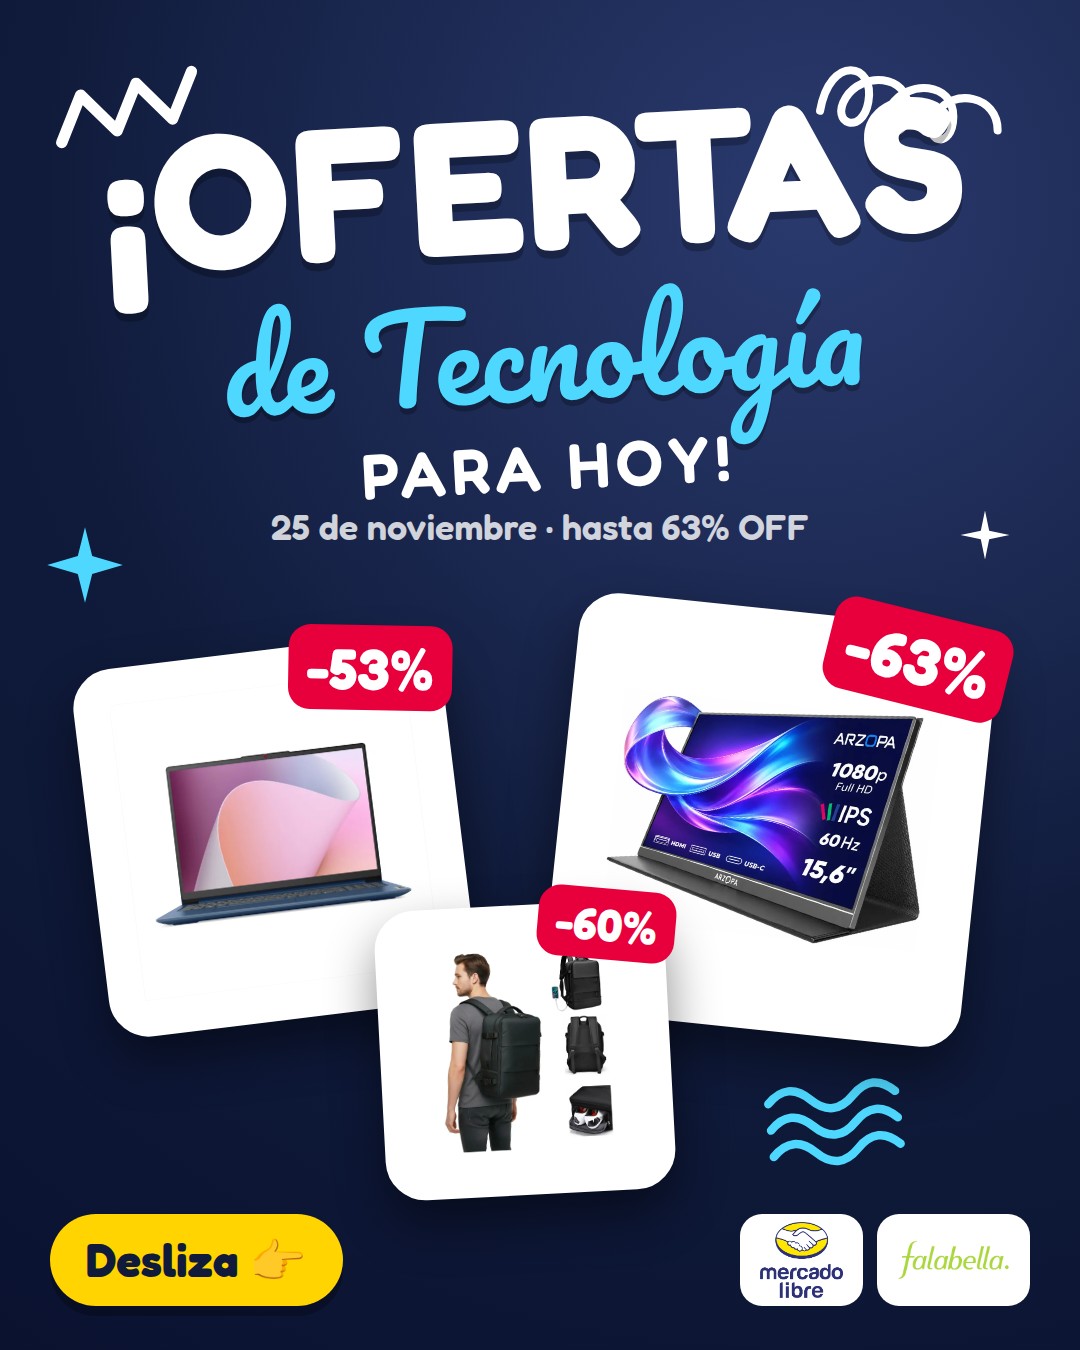 ¡OFERTAS
de Tecnología
PARA HOY!
25 de noviembre · hasta 63% OFF
-53%
-63%
ARZOPA
1080p
Full HD
IPS
60Hz
15,6"
HDMI
USB
USB-C
ARZOPA
-60%
Desliza 👉
mercado
libre
falabella.